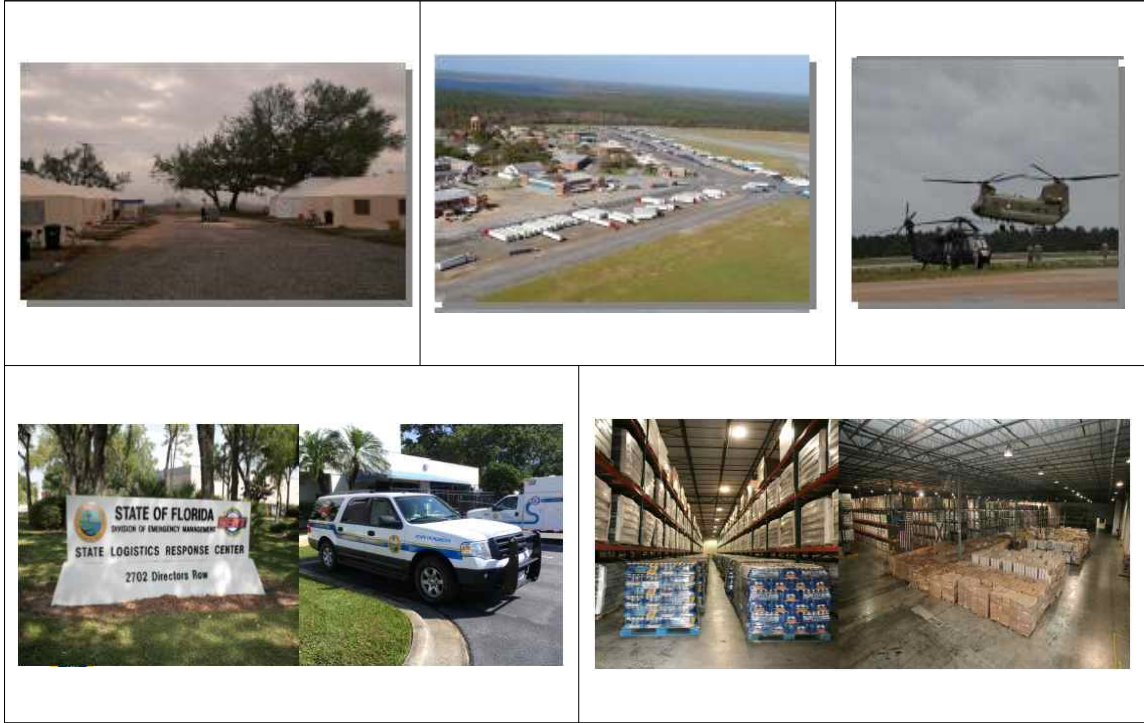 STATE OF FLORIDA
DIVISION OF EMERGENCY MANAGEMENT
STATE LOGISTICS RESPONSE CENTER
2702 Directors Row